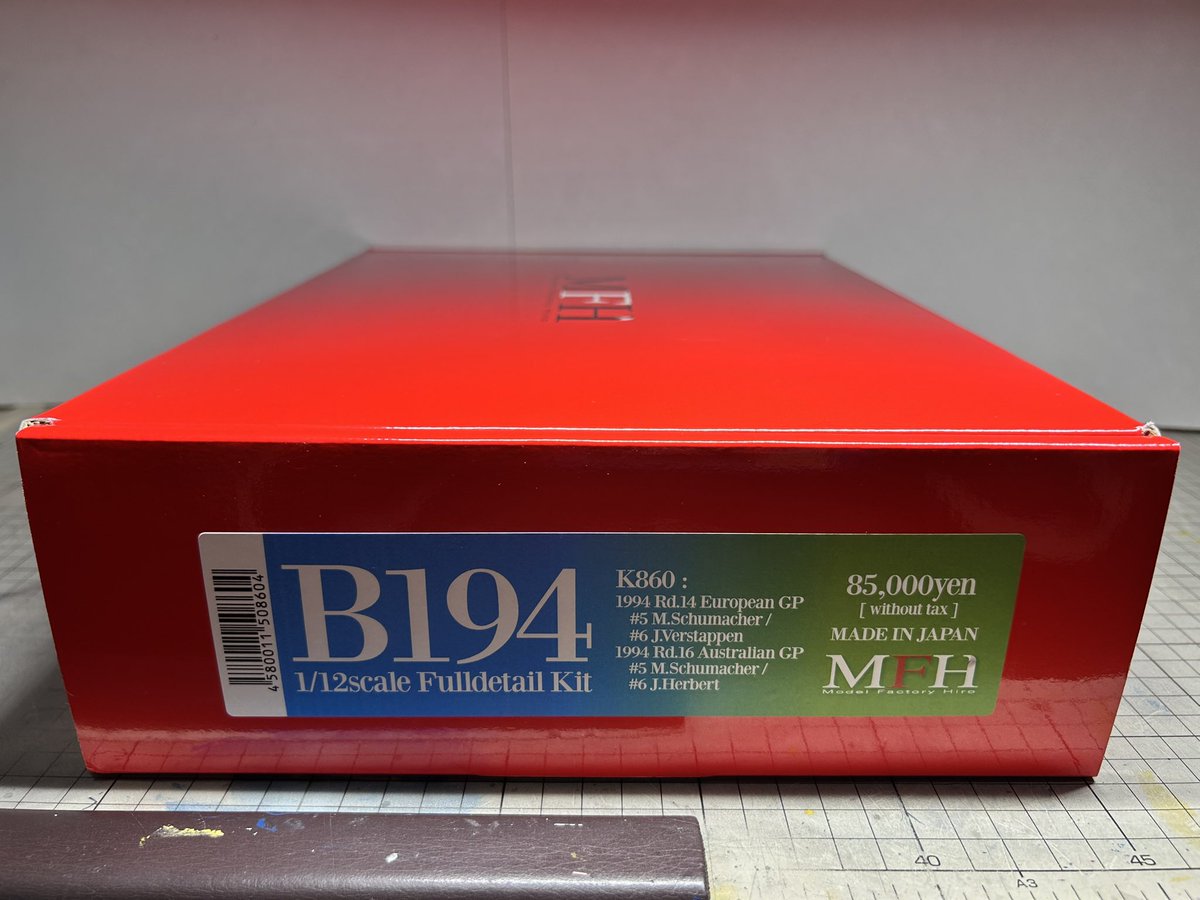 MFH
B194
1/12scale Fulldetail Kit
4580011508604
K860 :
1994 Rd.14 European GP
#5 M.Schumacher /
#6 J.Verstappen
1994 Rd.16 Australian GP
#5 M.Schumacher /
#6 J.Herbert
85,000yen
[ without tax ]
MADE IN JAPAN
MFH
Model Factory Hiro
40
45
A3